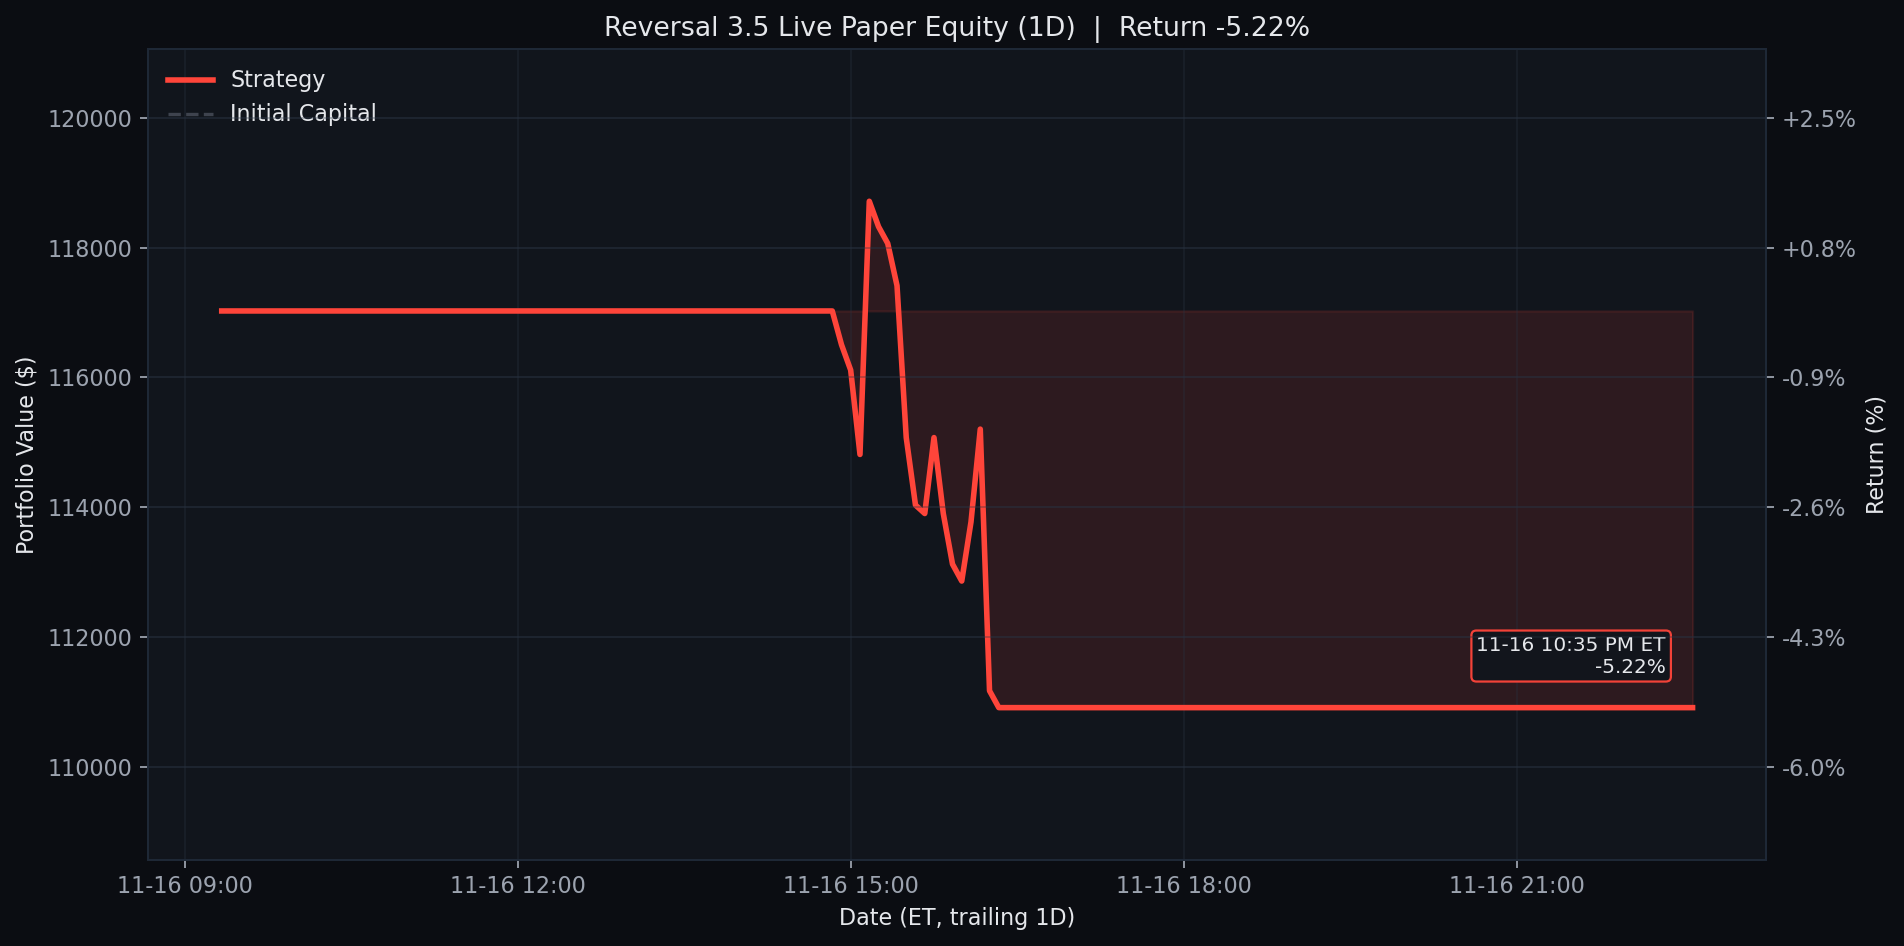 Reversal 3.5 Live Paper Equity (1D) | Return -5.22%
Strategy
Initial Capital
120000
118000
116000
114000
112000
110000
Portfolio Value ($)
+2.5%
+0.8%
-0.9%
-2.6%
-4.3%
-6.0%
Return (%)
11-16 10:35 PM ET
-5.22%
11-16 09:00
11-16 12:00
11-16 15:00
11-16 18:00
11-16 21:00
Date (ET, trailing 1D)